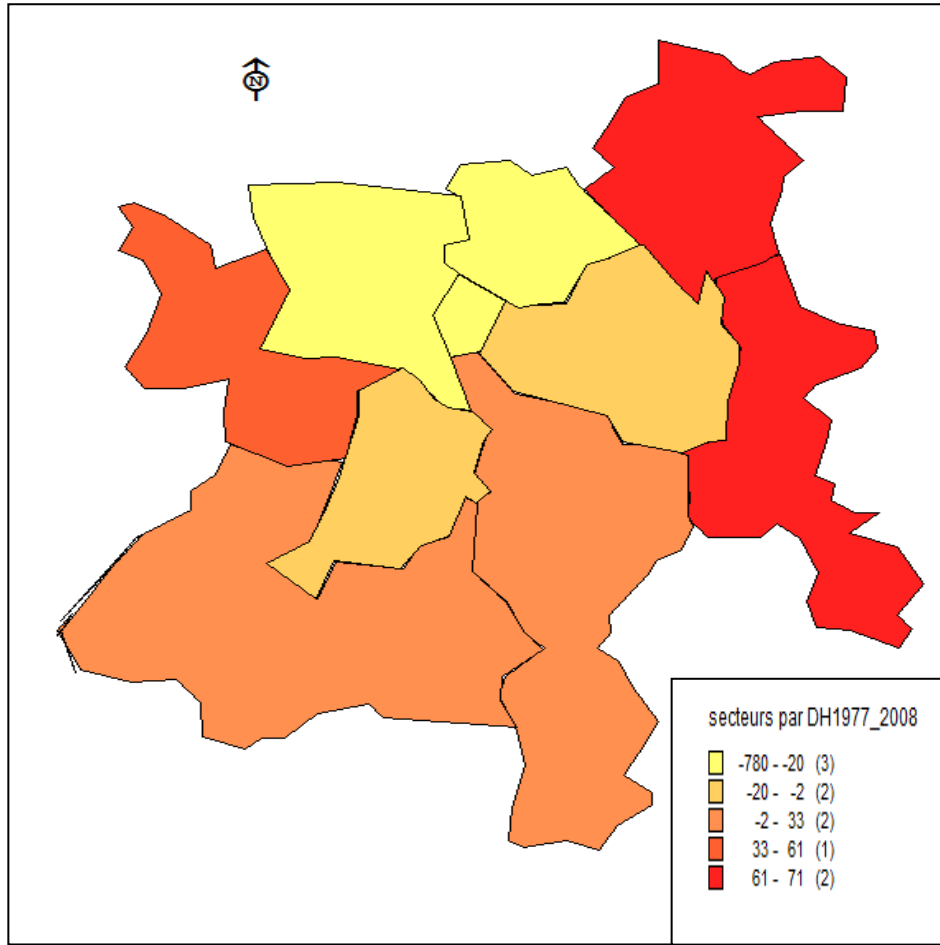 N
secteurs par DH1977_2008
-780 - -20 (3)
-20 - -2 (2)
-2 - 33 (2)
33 - 61 (1)
61 - 71 (2)